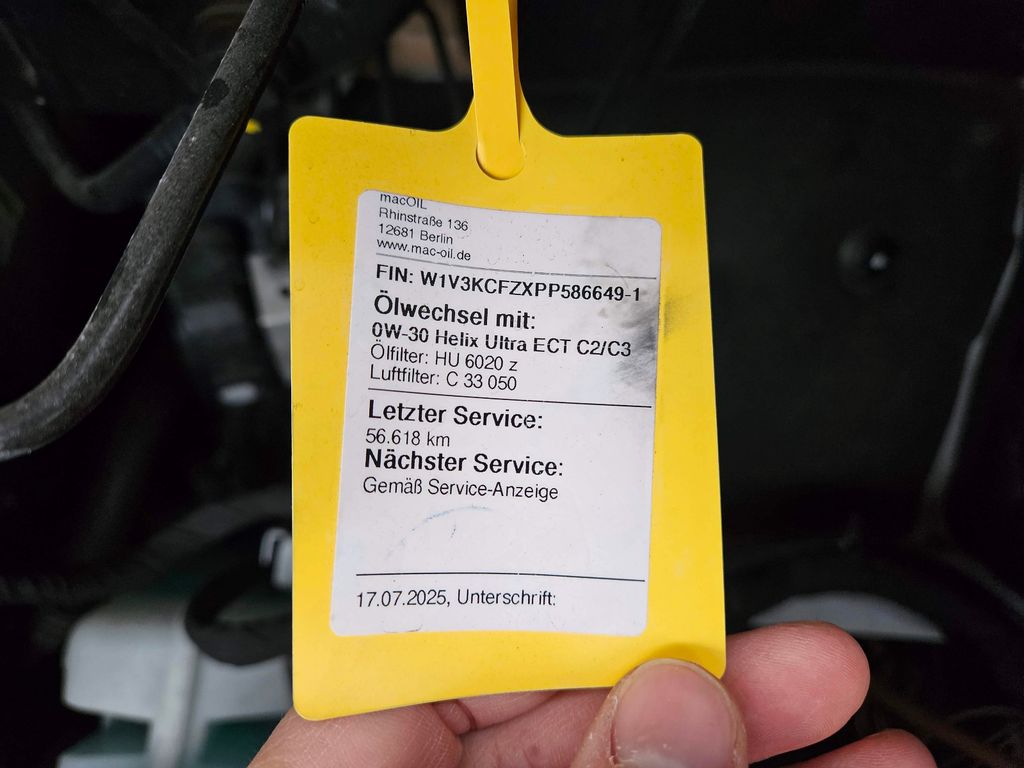 macOIL
Rhinstraße 136
12681 Berlin
www.mac-oil.de
FIN: W1V3KCFZXPP586649-1
Ölwechsel mit:
0W-30 Helix Ultra ECT C2/C3
Ölfilter: HU 6020 z
Luftfilter: C 33 050
Letzter Service:
56.618 km
Nächster Service:
Gemäß Service-Anzeige
17.07.2025, Unterschrift: